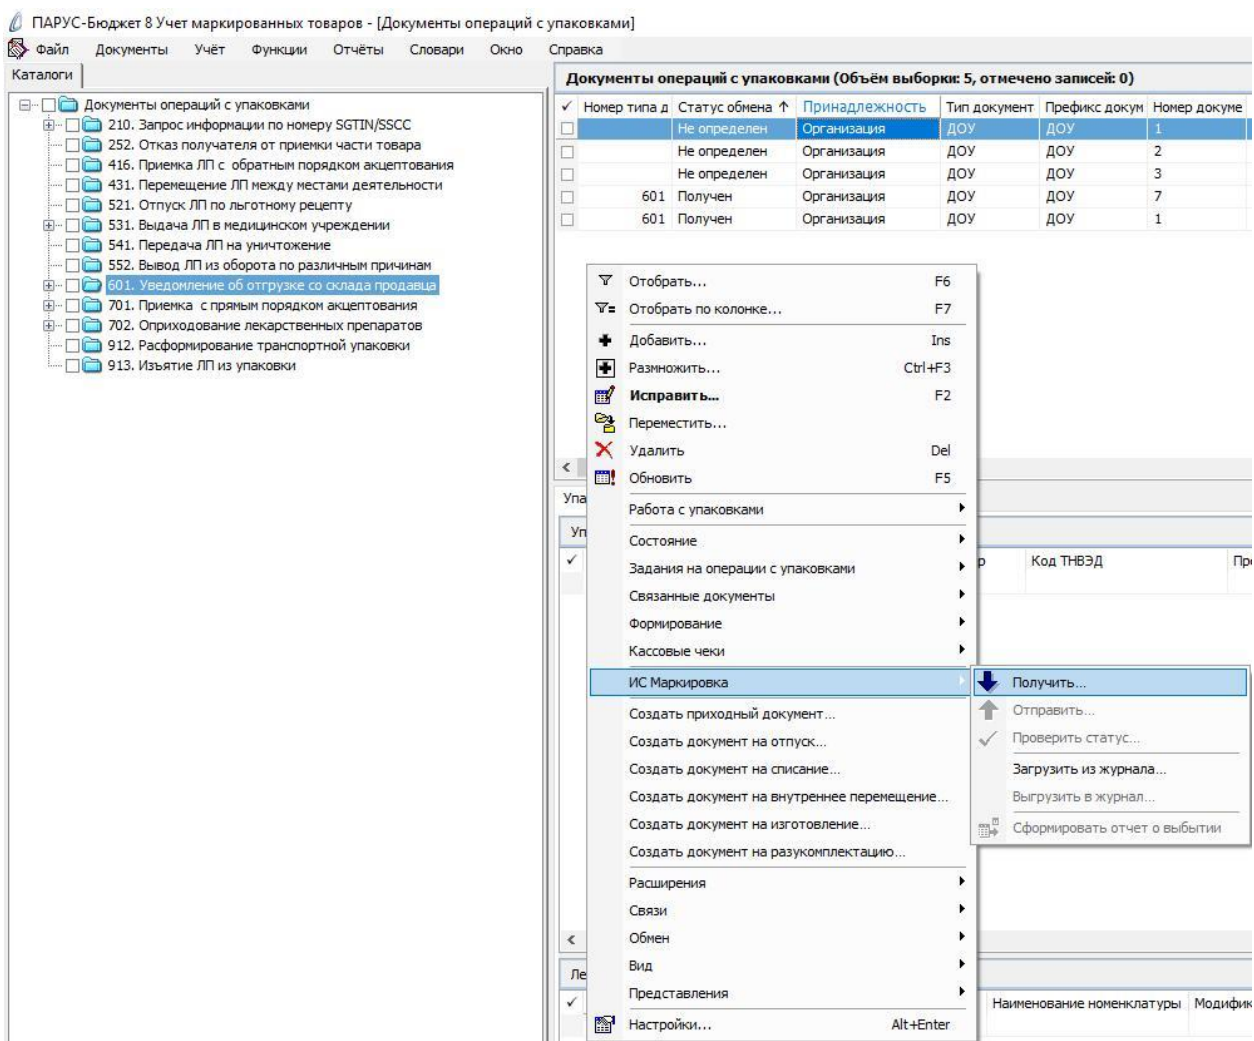 ПАРУС-Бюджет 8 Учет маркированных товаров - [Документы операций с упаковками]
Файл Документы Учёт Функции Отчёты Словари Окно Справка
Каталоги
Документы операций с упаковками
210. Запрос информации по номеру SGTIN/SSCC
252. Отказ получателя от приемки части товара
416. Приемка ЛП с обратным порядком акцептования
431. Перемещение ЛП между местами деятельности
521. Отпуск ЛП по льготному рецепту
531. Выдача ЛП в медицинском учреждении
541. Передача ЛП на уничтожение
552. Вывод ЛП из оборота по различным причинам
601. Уведомление об отгрузке со склада продавца
701. Приемка с прямым порядком акцептования
702. Оприходование лекарственных препаратов
912. Расформирование транспортной упаковки
913. Изъятие ЛП из упаковки
Документы операций с упаковками (Объём выборки: 5, отмечено записей: 0)
Номер типа д Статус обмена Принадлежность Тип документ Префикс докум Номер докуме
Не определен Организация ДОУ ДОУ 1
Не определен Организация ДОУ ДОУ 2
Не определен Организация ДОУ ДОУ 3
601 Получен Организация ДОУ ДОУ 7
601 Получен Организация ДОУ ДОУ 1
Отобрать... F6
Отобрать по колонке... F7
Добавить... Ins
Размножить... Ctrl+F3
Исправить... F2
Переместить...
Удалить Del
Обновить F5
Упа
Работа с упаковками
Уп
Состояние
р Код ТНВЭД Про
Задания на операции с упаковками
Связанные документы
Формирование
Кассовые чеки
ИС Маркировка
Получить...
Отправить...
Проверить статус...
Загрузить из журнала...
Выгрузить в журнал...
Сформировать отчет о выбытии
Создать приходный документ...
Создать документ на отпуск...
Создать документ на списание...
Создать документ на внутреннее перемещение...
Создать документ на изготовление...
Создать документ на разукомплектацию...
Расширения
Связи
Обмен
Вид
Ле
Представления
Наименование номенклатуры Модифик
Настройки... Alt+Enter